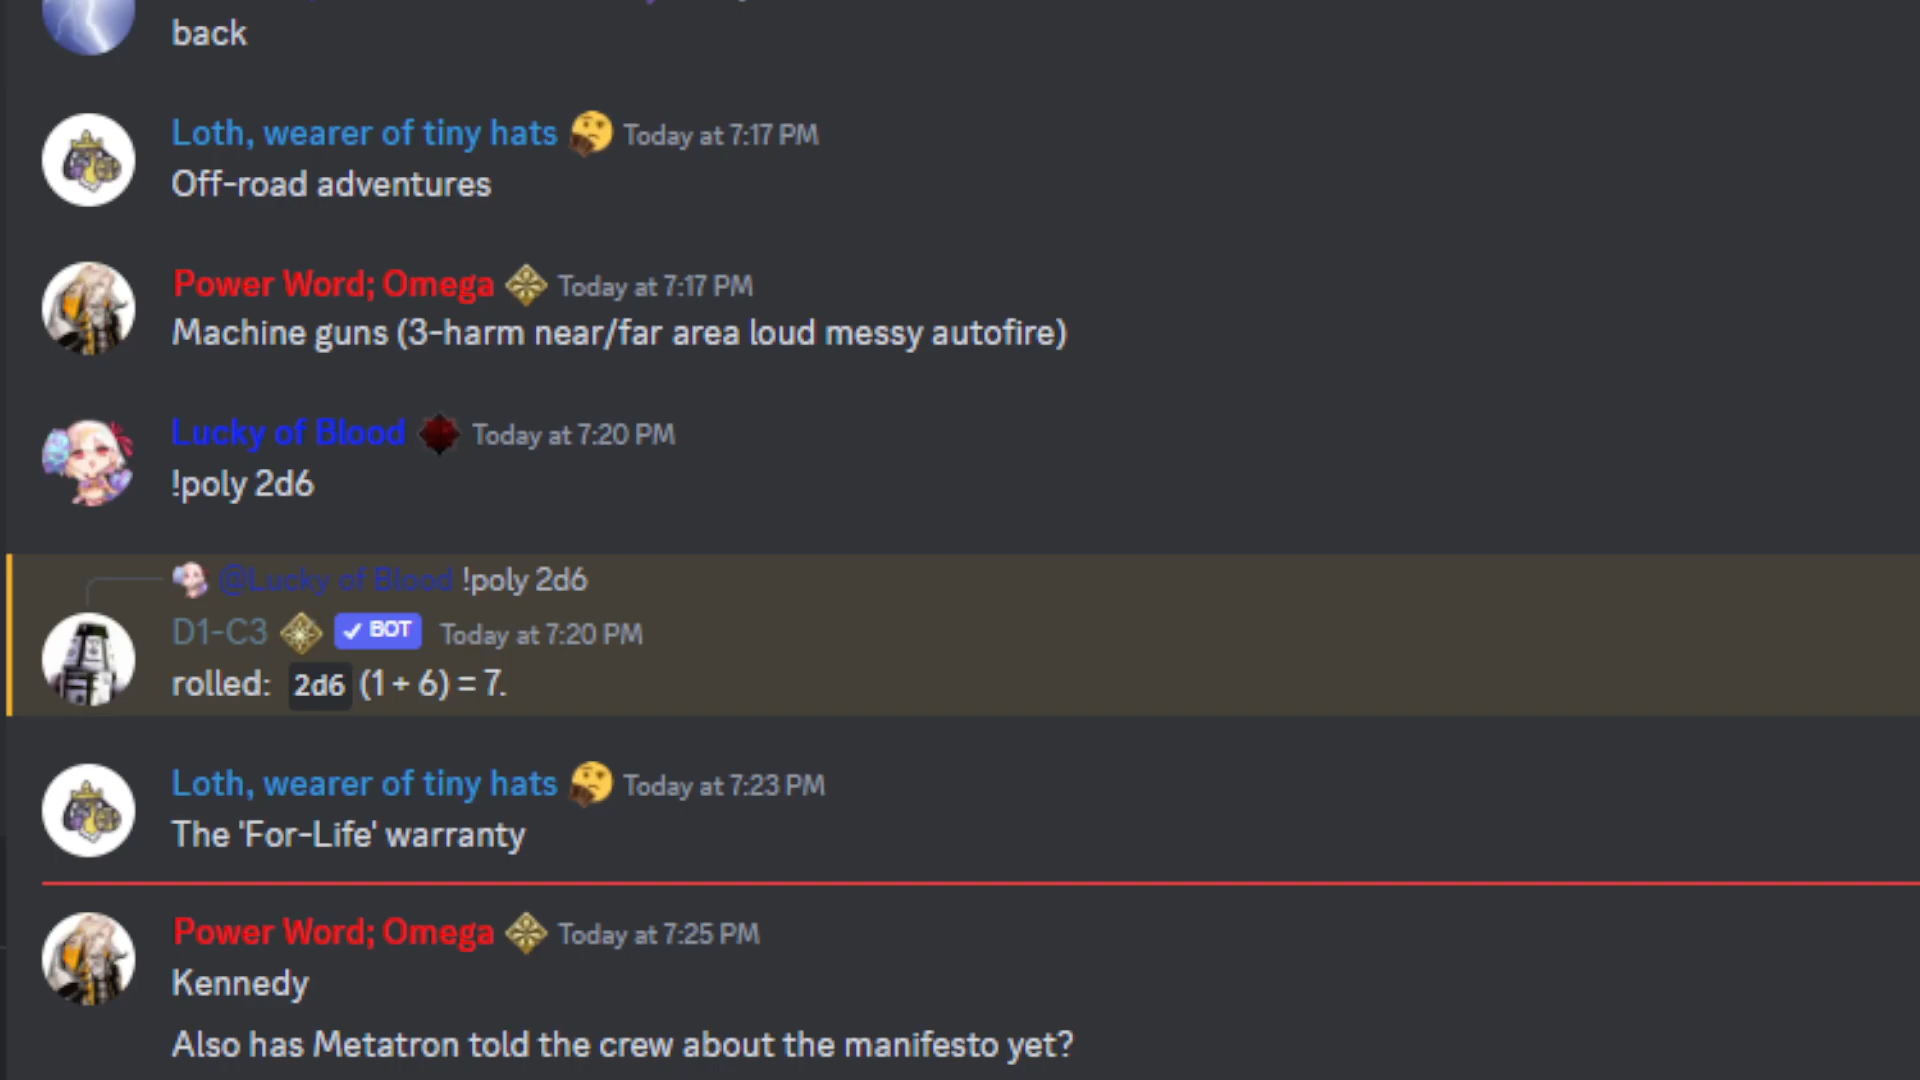 back
Loth, wearer of tiny hats Today at 7:17 PM
Off-road adventures
Power Word; Omega Today at 7:17 PM
Machine guns (3-harm near/far area loud messy autofire)
Lucky of Blood Today at 7:20 PM
!poly 2d6
@Lucky of Blood !poly 2d6
D1-C3 BOT Today at 7:20 PM
rolled: 2d6 (1 + 6) = 7.
Loth, wearer of tiny hats Today at 7:23 PM
The 'For-Life' warranty
Power Word; Omega Today at 7:25 PM
Kennedy
Also has Metatron told the crew about the manifesto yet?